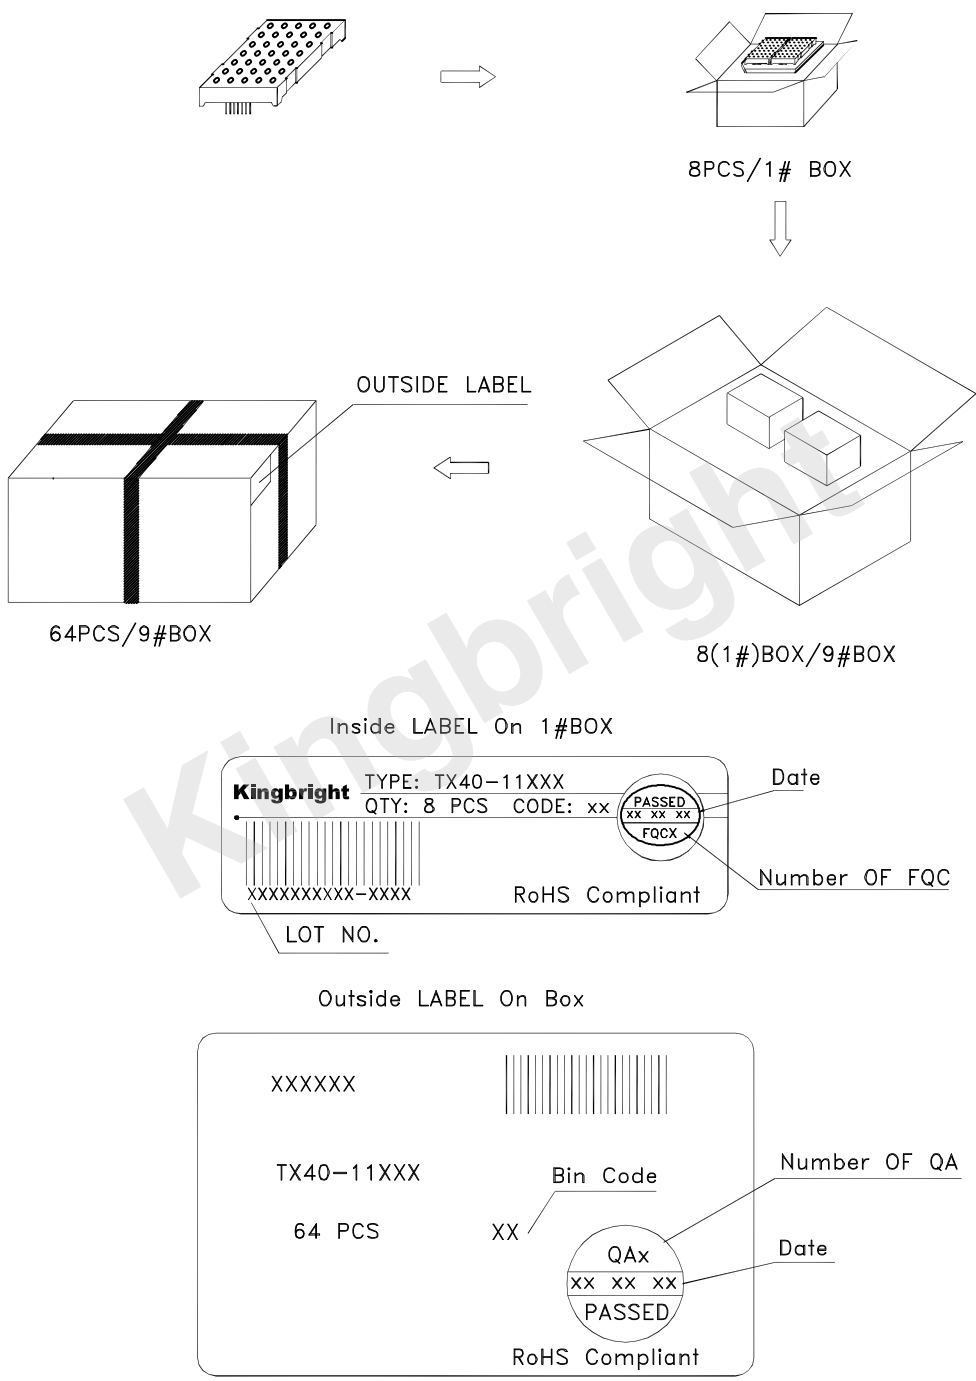 8PCS/1# BOX
OUTSIDE LABEL
64PCS/9#BOX
8(1#)BOX/9#BOX
Kingbright
Inside LABEL On 1#BOX
Kingbright
TYPE: TX40-11XXX
QTY: 8 PCS CODE: xx
PASSED
xx xx xx
FQCX
Date
Number OF FQC
XXXXXXXXXX-XXXX
RoHS Compliant
LOT NO.
Outside LABEL On Box
XXXXXX
TX40-11XXX
Bin Code
Number OF QA
64 PCS
XX
QAx
xx xx xx
Date
PASSED
RoHS Compliant